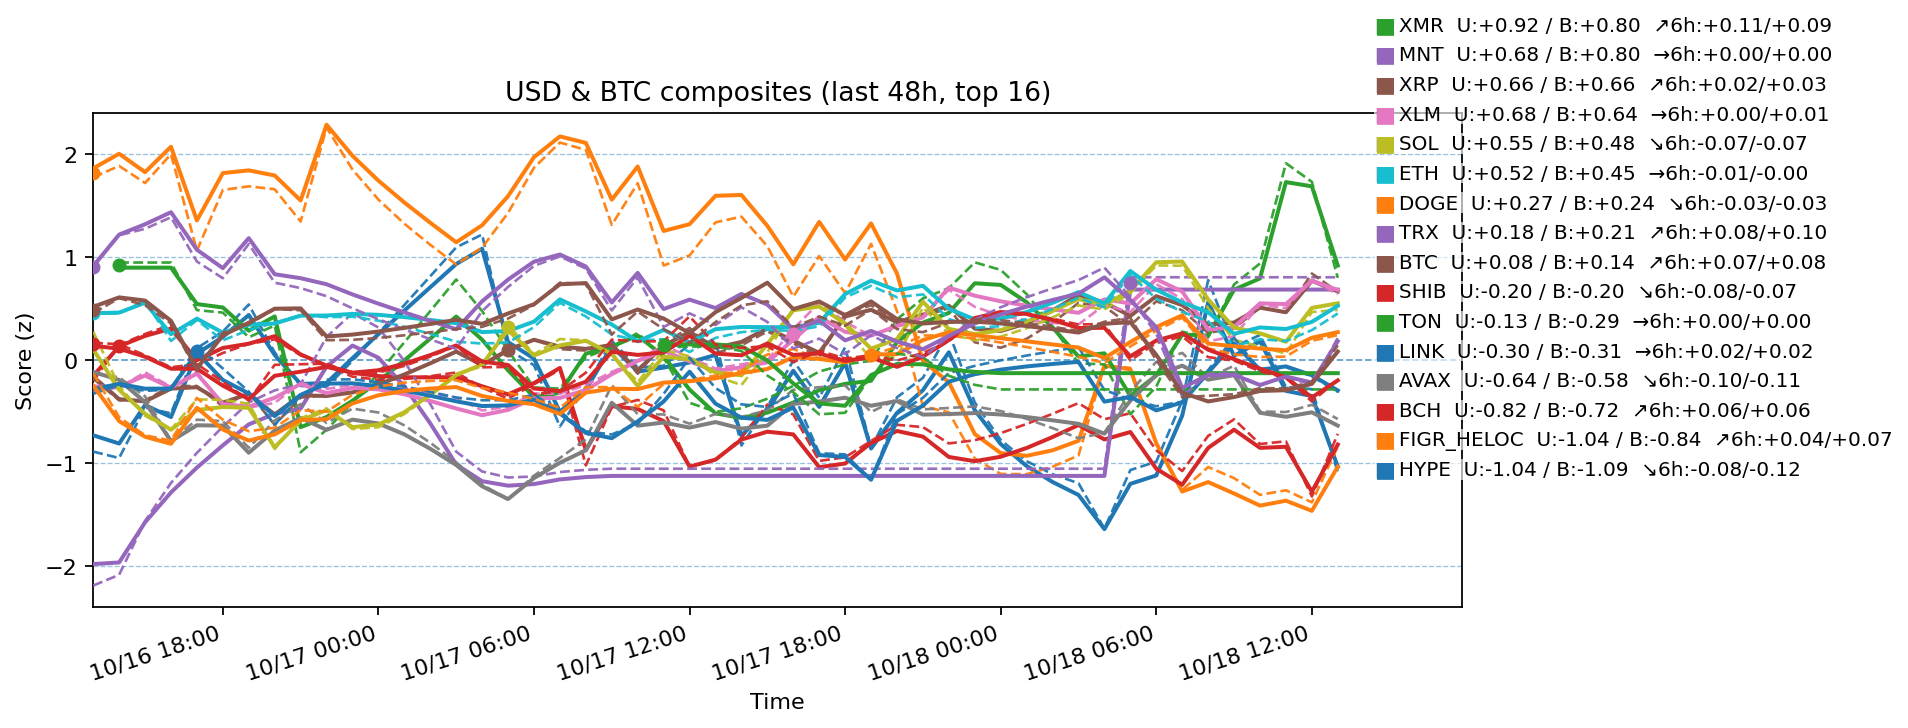 USD & BTC composites (last 48h, top 16)
XMR U:+0.92 / B:+0.80 ↗6h:+0.11/+0.09
MNT U:+0.68 / B:+0.80 →6h:+0.00/+0.00
XRP U:+0.66 / B:+0.66 ↗6h:+0.02/+0.03
XLM U:+0.68 / B:+0.64 →6h:+0.00/+0.01
SOL U:+0.55 / B:+0.48 ↘6h:-0.07/-0.07
ETH U:+0.52 / B:+0.45 →6h:-0.01/-0.00
DOGE U:+0.27 / B:+0.24 ↘6h:-0.03/-0.03
TRX U:+0.18 / B:+0.21 ↗6h:+0.08/+0.10
BTC U:+0.08 / B:+0.14 ↗6h:+0.07/+0.08
SHIB U:-0.20 / B:-0.20 ↘6h:-0.08/-0.07
TON U:-0.13 / B:-0.29 →6h:+0.00/+0.00
LINK U:-0.30 / B:-0.31 →6h:+0.02/+0.02
AVAX U:-0.64 / B:-0.58 ↘6h:-0.10/-0.11
BCH U:-0.82 / B:-0.72 ↗6h:+0.06/+0.06
FIGR_HELOC U:-1.04 / B:-0.84 ↗6h:+0.04/+0.07
HYPE U:-1.04 / B:-1.09 ↘6h:-0.08/-0.12
Score (z)
2
1
0
−1
−2
10/16 18:00
10/17 00:00
10/17 06:00
10/17 12:00
10/17 18:00
10/18 00:00
10/18 06:00
10/18 12:00
Time